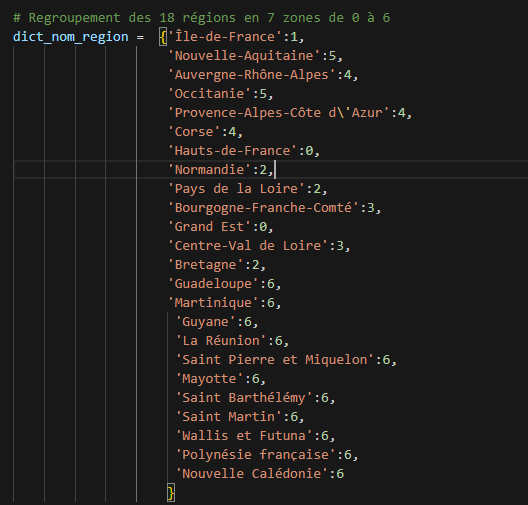 # Regroupement des 18 régions en 7 zones de 0 à 6
dict_nom_region =  {'Île-de-France':1,
'Nouvelle-Aquitaine':5,
'Auvergne-Rhône-Alpes':4,
'Occitanie':5,
'Provence-Alpes-Côte d\'Azur':4,
'Corse':4,
'Hauts-de-France':0,
'Normandie':2,
'Pays de la Loire':2,
'Bourgogne-Franche-Comté':3,
'Grand Est':0,
'Centre-Val de Loire':3,
'Bretagne':2,
'Guadeloupe':6,
'Martinique':6,
'Guyane':6,
'La Réunion':6,
'Saint Pierre et Miquelon':6,
'Mayotte':6,
'Saint Barthélémy':6,
'Saint Martin':6,
'Wallis et Futuna':6,
'Polynésie française':6,
'Nouvelle Calédonie':6
}